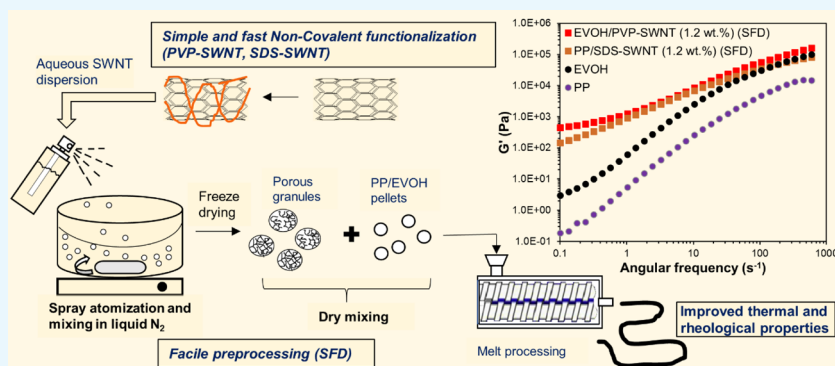 Simple and fast Non-Covalent functionalization
(PVP-SWNT, SDS-SWNT)
Aqueous SWNT
dispersion
Freeze
drying
Porous
granules
PP/EVOH
pellets
+
Dry mixing
Spray atomization and
mixing in liquid N₂
Facile preprocessing (SFD)
Melt processing
Improved thermal and
rheological properties
G' (Pa)
1.0E+06
1.0E+05
1.0E+04
1.0E+03
1.0E+02
1.0E+01
1.0E+00
1.0E-01
EVOH/PVP-SWNT (1.2 wt.%) (SFD)
PP/SDS-SWNT (1.2 wt.%) (SFD)
EVOH
PP
0.1 1 10 100 1000
Angular frequency (s⁻¹)